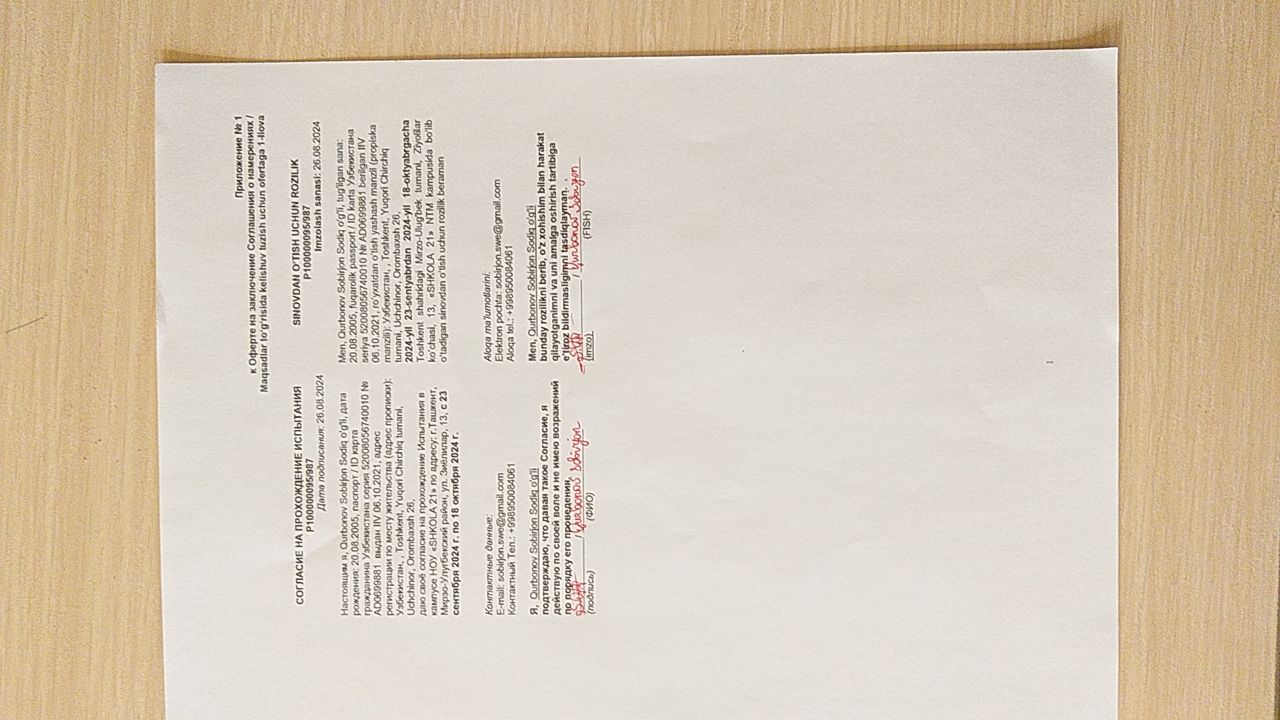 Приложение № 1
к Оферте на заключение Соглашения о намерениях /
Maqsadlar to'g'risida kelishuv tuzish uchun ofertaga 1-Ilova
СОГЛАСИЕ НА ПРОХОЖДЕНИЕ ИСПЫТАНИЯ
P100000095/987
Дата подписания: 26.08.2024
Настоящим я, Qurbonov Sobirjon Sodiq o'g'li, дата
рождения: 20.08.2005, паспорт / ID карта
гражданина Узбекистана серия 52008056740010 №
AD0699881 выдан IIV 06.10.2021, адрес
регистрации по месту жительства (адрес прописки):
Узбекистан, , Toshkent, Yuqori Chirchiq tumani,
Uchchinor, Orombaxsh 26,
даю своё согласие на прохождение Испытания в
кампусе НОУ «SHKOLA 21» по адресу: г.Ташкент,
Мирзо-Улугбекский район, ул. Зиёлилар, 13, с 23
сентября 2024 г. по 18 октября 2024 г.
Контактные данные:
E-mail: sobirjon.swe@gmail.com
Контактный Тел.: +998950084061
Я, Qurbonov Sobirjon Sodiq o'g'li
подтверждаю, что давая такое Согласие, я
действую по своей воле и не имею возражений
по порядку его проведения.
/ Qurbonov Sobirjon
(подпись) (ФИО)
SINOVDAN O'TISH UCHUN ROZILIK
P100000095/987
Imzolash sanasi: 26.08.2024
Men, Qurbonov Sobirjon Sodiq o'g'li, tug'ilgan sana:
20.08.2005, fuqarolik passport / ID karta Узбекистана
seriya 52008056740010 № AD0699881 berilgan IIV
06.10.2021, ro'yxatdan o'tish yashash manzil (propiska
manzili): Узбекистан, , Toshkent, Yuqori Chirchiq
tumani, Uchchinor, Orombaxsh 26,
2024-yil 23-sentyabrdan 2024-yil 18-oktyabrgacha
Toshkent shahridagi Mirzo-Ulug'bek tumani, Ziyolilar
ko'chasi, 13, «SHKOLA 21» NTM kampusida bo'lib
o'tadigan sinovdan o'tish uchun rozilik beraman
Aloqa ma'lumotlarini:
Elektron pochta: sobirjon.swe@gmail.com
Aloqa tel.: +998950084061
Men, Qurbonov Sobirjon Sodiq o'g'li
bunday rozilikni berib, o'z xohishim bilan harakat
qilayotganimni va uni amalga oshirish tartibiga
e'tiroz bildirmasligimni tasdiqlayman.
/ Qurbonov Sobirjon
(imzo) (FISH)
1